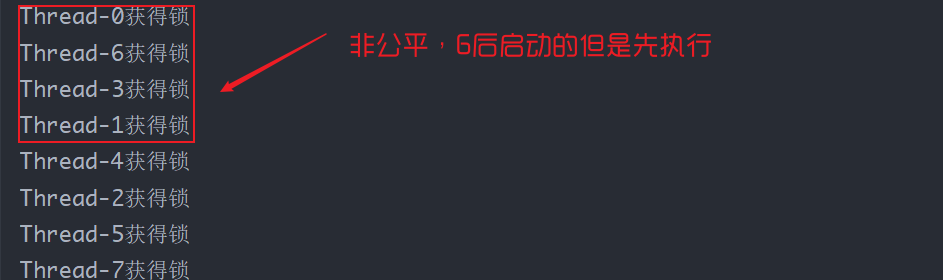 Thread-0获得锁
Thread-6获得锁
非公平，6后启动的但是先执行
Thread-3获得锁
Thread-1获得锁
Thread-4获得锁
Thread-2获得锁
Thread-5获得锁
Thread-7获得锁